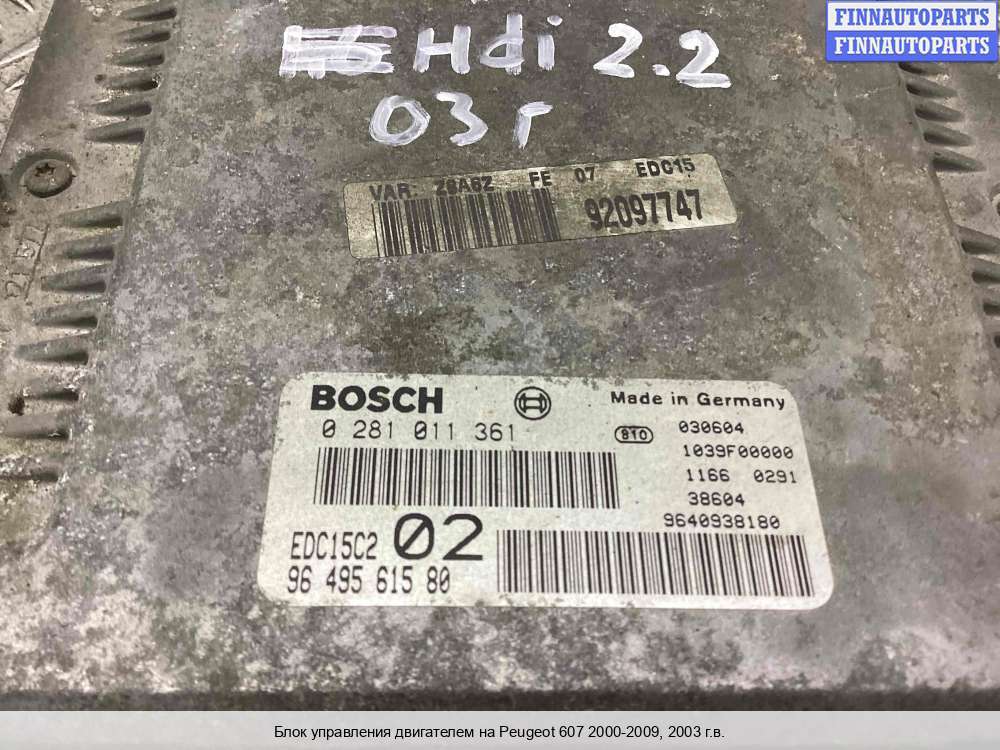 FINNAUTOPARTS
FINNAUTOPARTS
Hdi 2.2
03г
VAR: Z8A6Z FE 07 EDC15
92097747
BOSCH
Made in Germany
0 281 011 361
810
030604
1039F00000
1166 0291
38604
9640938180
EDC15C2 02
96 495 615 80
Блок управления двигателем на Peugeot 607 2000-2009, 2003 г.в.